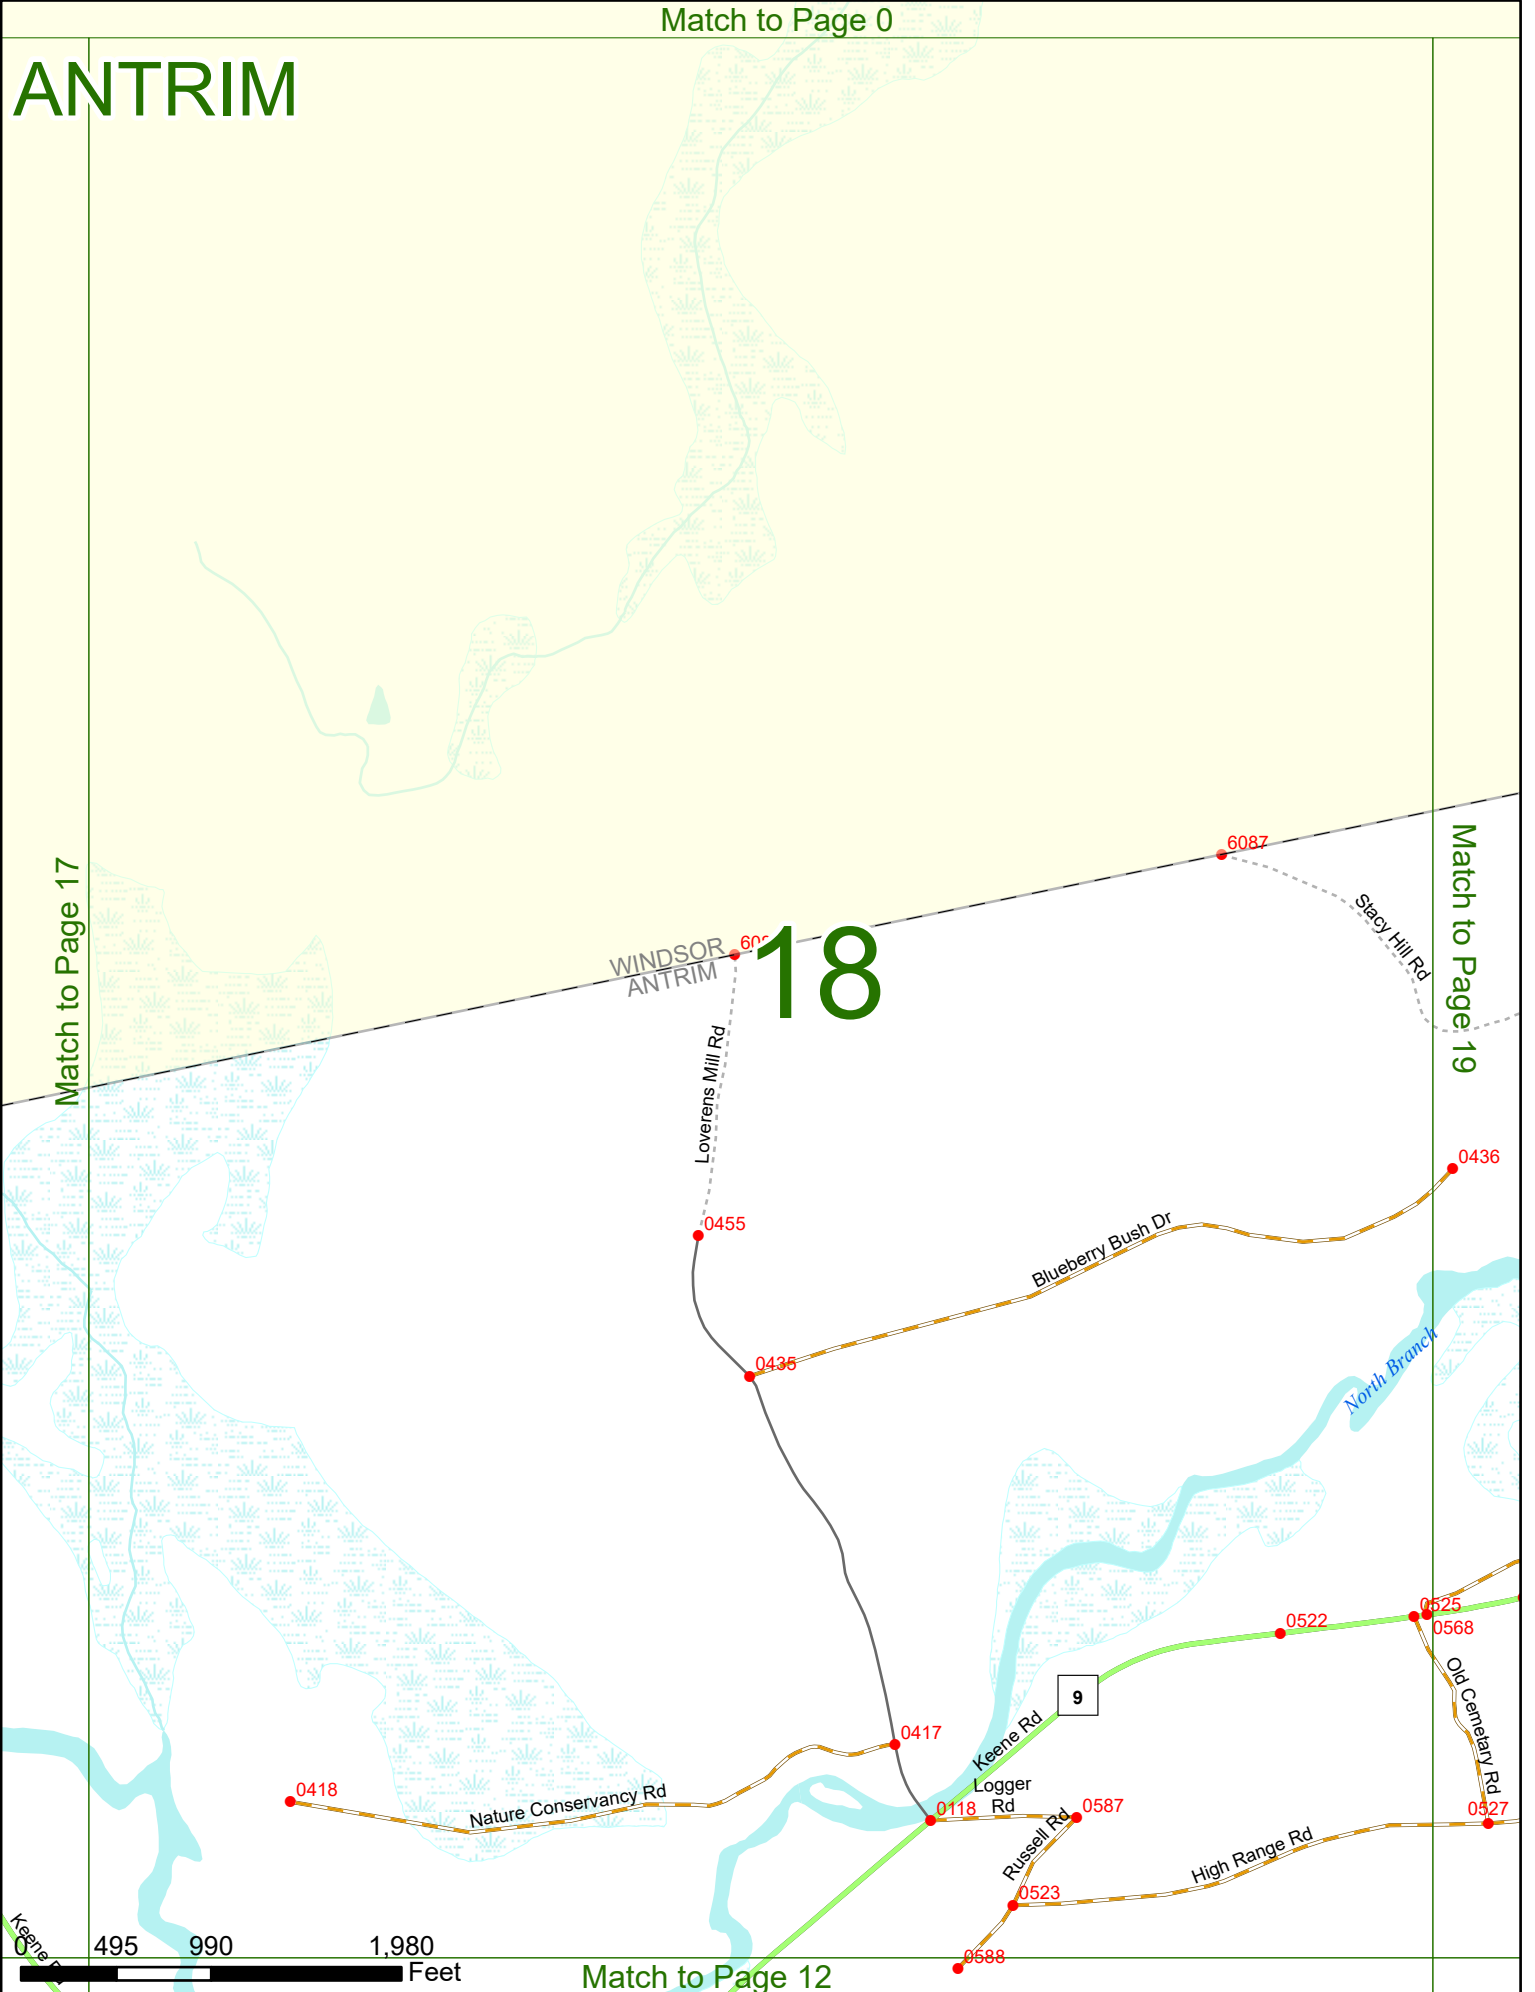 Match to Page 0
ANTRIM
6087
Match to Page 17
Match to Page 19
Stacy Hill Rd
WINDSOR
ANTRIM
18
Loverens Mill Rd
0436
0455
Blueberry Bush Dr
0435
North Branch
0525
0522
0568
Old Cemetary Rd
9
Keene Rd
0417
0418
Nature Conservancy Rd
Logger
Rd
0118
0587
0527
Russell Rd
High Range Rd
0523
Keene
0 495 990 1,980
Feet
0588
Match to Page 12